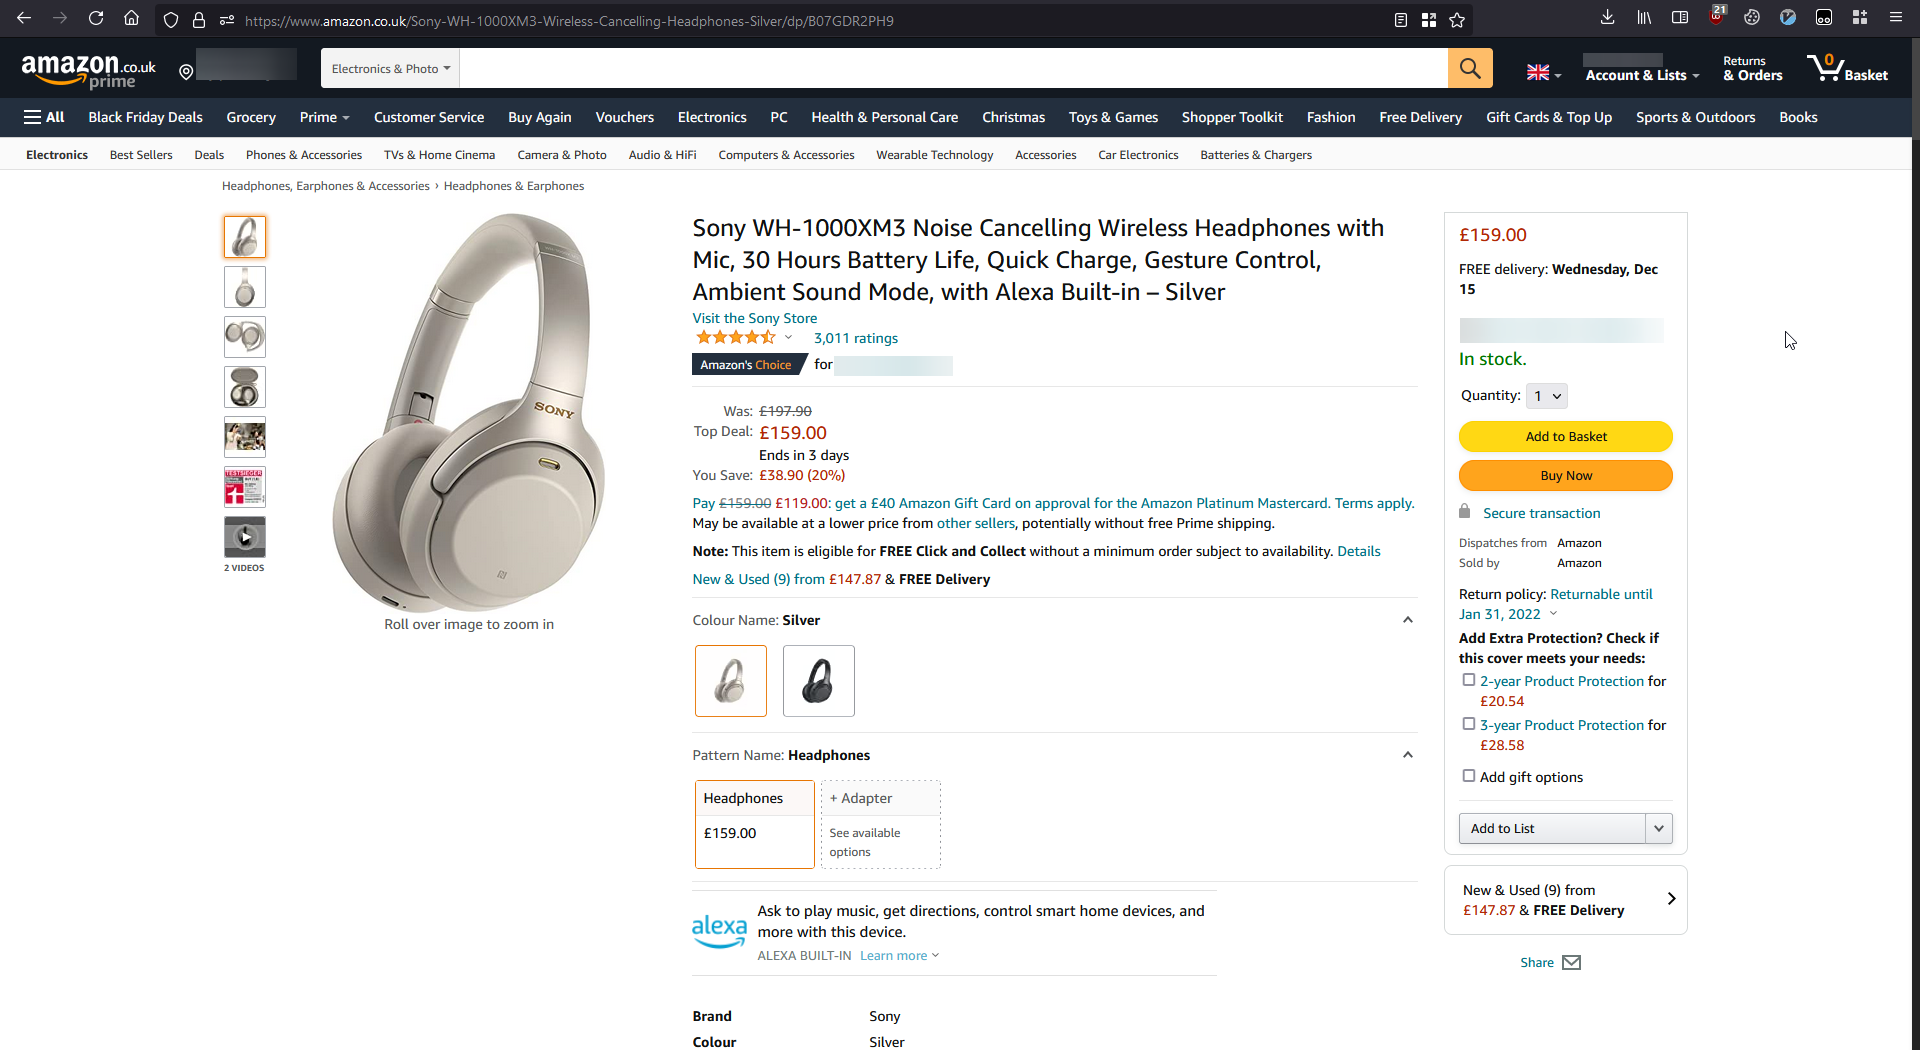 https://www.amazon.co.uk/Sony-WH-1000XM3-Wireless-Cancelling-Headphones-Silver/dp/B07GDR2PH9
21
amazon.co.uk
prime
Electronics & Photo
Account & Lists
Returns
& Orders
0
Basket
All
Black Friday Deals
Grocery
Prime
Customer Service
Buy Again
Vouchers
Electronics
PC
Health & Personal Care
Christmas
Toys & Games
Shopper Toolkit
Fashion
Free Delivery
Gift Cards & Top Up
Sports & Outdoors
Books
Electronics
Best Sellers
Deals
Phones & Accessories
TVs & Home Cinema
Camera & Photo
Audio & HiFi
Computers & Accessories
Wearable Technology
Accessories
Car Electronics
Batteries & Chargers
Headphones, Earphones & Accessories › Headphones & Earphones
TESTSIEGER
2 VIDEOS
SONY
Roll over image to zoom in
Sony WH-1000XM3 Noise Cancelling Wireless Headphones with
Mic, 30 Hours Battery Life, Quick Charge, Gesture Control,
Ambient Sound Mode, with Alexa Built-in – Silver
Visit the Sony Store
3,011 ratings
Amazon's Choice for
Was: £197.90
Top Deal: £159.00
Ends in 3 days
You Save: £38.90 (20%)
Pay £159.00 £119.00: get a £40 Amazon Gift Card on approval for the Amazon Platinum Mastercard. Terms apply.
May be available at a lower price from other sellers, potentially without free Prime shipping.
Note: This item is eligible for FREE Click and Collect without a minimum order subject to availability. Details
New & Used (9) from £147.87 & FREE Delivery
Colour Name: Silver
Pattern Name: Headphones
Headphones
£159.00
+ Adapter
See available
options
alexa
Ask to play music, get directions, control smart home devices, and
more with this device.
ALEXA BUILT-IN Learn more
Brand Sony
Colour Silver
£159.00
FREE delivery: Wednesday, Dec
15
In stock.
Quantity: 1
Add to Basket
Buy Now
Secure transaction
Dispatches from Amazon
Sold by Amazon
Return policy: Returnable until
Jan 31, 2022
Add Extra Protection? Check if
this cover meets your needs:
2-year Product Protection for
£20.54
3-year Product Protection for
£28.58
Add gift options
Add to List
New & Used (9) from
£147.87 & FREE Delivery
Share